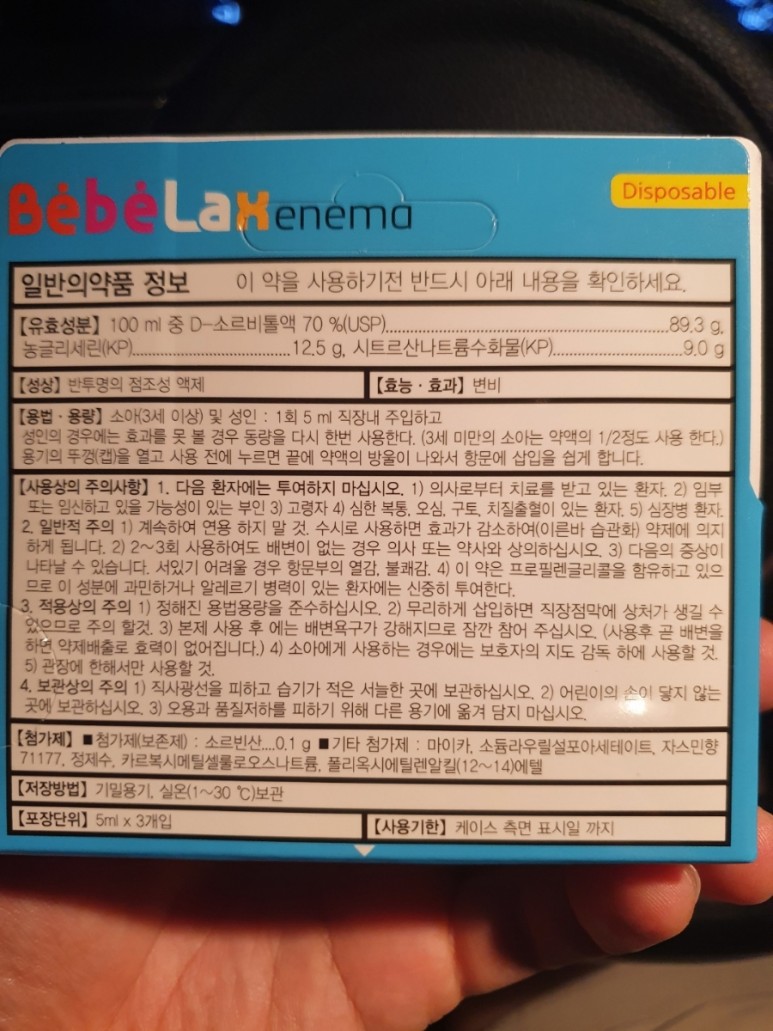 BebeLax enema
Disposable
일반의약품 정보 이 약을 사용하기전 반드시 아래 내용을 확인하세요.
【유효성분】 100 ml 중 D-소르비톨액 70 %(USP)..............................89.3 g,
농글리세린(KP)..............................12.5 g, 시트르산나트륨수화물(KP)..............................9.0 g
【성상】 반투명의 점조성 액제
【효능·효과】 변비
【용법·용량】 소아(3세 이상) 및 성인 : 1회 5 ml 직장내 주입하고
성인의 경우에는 효과를 못 볼 경우 동량을 다시 한번 사용한다. (3세 미만의 소아는 약액의 1/2정도 사용 한다.)
용기의 뚜껑(캡)을 열고 사용 전에 누르면 끝에 약액의 방울이 나와서 항문에 삽입을 쉽게 합니다.
【사용상의 주의사항】 1. 다음 환자에는 투여하지 마십시오. 1) 의사로부터 치료를 받고 있는 환자. 2) 임부
또는 임신하고 있을 가능성이 있는 부인 3) 고령자 4) 심한 복통, 오심, 구토, 치질출혈이 있는 환자. 5) 심장병 환자.
2. 일반적 주의 1) 계속하여 연용 하지 말 것. 수시로 사용하면 효과가 감소하여(이른바 습관화) 약제에 의지
하게 됩니다. 2) 2~3회 사용하여도 배변이 없는 경우 의사 또는 약사와 상의하십시오. 3) 다음의 증상이
나타날 수 있습니다. 서있기 어려울 경우 항문부의 열감, 불쾌감. 4) 이 약은 프로필렌글리콜을 함유하고 있으
므로 이 성분에 과민하거나 알레르기 병력이 있는 환자에는 신중히 투여한다.
3. 적용상의 주의 1) 정해진 용법용량을 준수하십시오. 2) 무리하게 삽입하면 직장점막에 상처가 생길 수
있으므로 주의 할것. 3) 본제 사용 후 에는 배변욕구가 강해지므로 잠깐 참어 주십시오. (사용후 곧 배변을
하면 약제배출로 효력이 없어집니다.) 4) 소아에게 사용하는 경우에는 보호자의 지도 감독 하에 사용할 것.
5) 관장에 한해서만 사용할 것.
4. 보관상의 주의 1) 직사광선을 피하고 습기가 적은 서늘한 곳에 보관하십시오. 2) 어린이의 손이 닿지 않는
곳에 보관하십시오. 3) 오용과 품질저하를 피하기 위해 다른 용기에 옮겨 담지 마십시오.
【첨가제】 ■첨가제(보존제) : 소르빈산....0.1 g ■기타 첨가제 : 마이카, 소듐라우릴설포아세테이트, 자스민향
71177, 정제수, 카르복시메틸셀룰로오스나트륨, 폴리옥시에틸렌알킬(12~14)에텔
【저장방법】 기밀용기, 실온(1~30 ℃)보관
【포장단위】 5ml x 3개입
【사용기한】 케이스 측면 표시일 까지